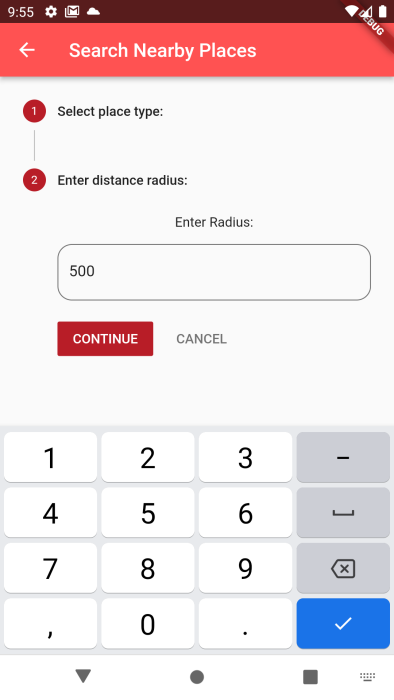 9:55
DEBUG
Search Nearby Places
1 Select place type:
2 Enter distance radius:
Enter Radius:
500
CONTINUE CANCEL
1 2 3 –
4 5 6
7 8 9
, 0 .